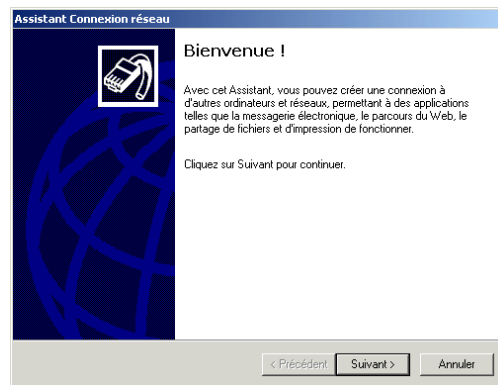 Assistant Connexion réseau
Bienvenue !
Avec cet Assistant, vous pouvez créer une connexion à
d'autres ordinateurs et réseaux, permettant à des applications
telles que la messagerie électronique, le parcours du Web, le
partage de fichiers et d'impression de fonctionner.
Cliquez sur Suivant pour continuer.
< Précédent Suivant > Annuler